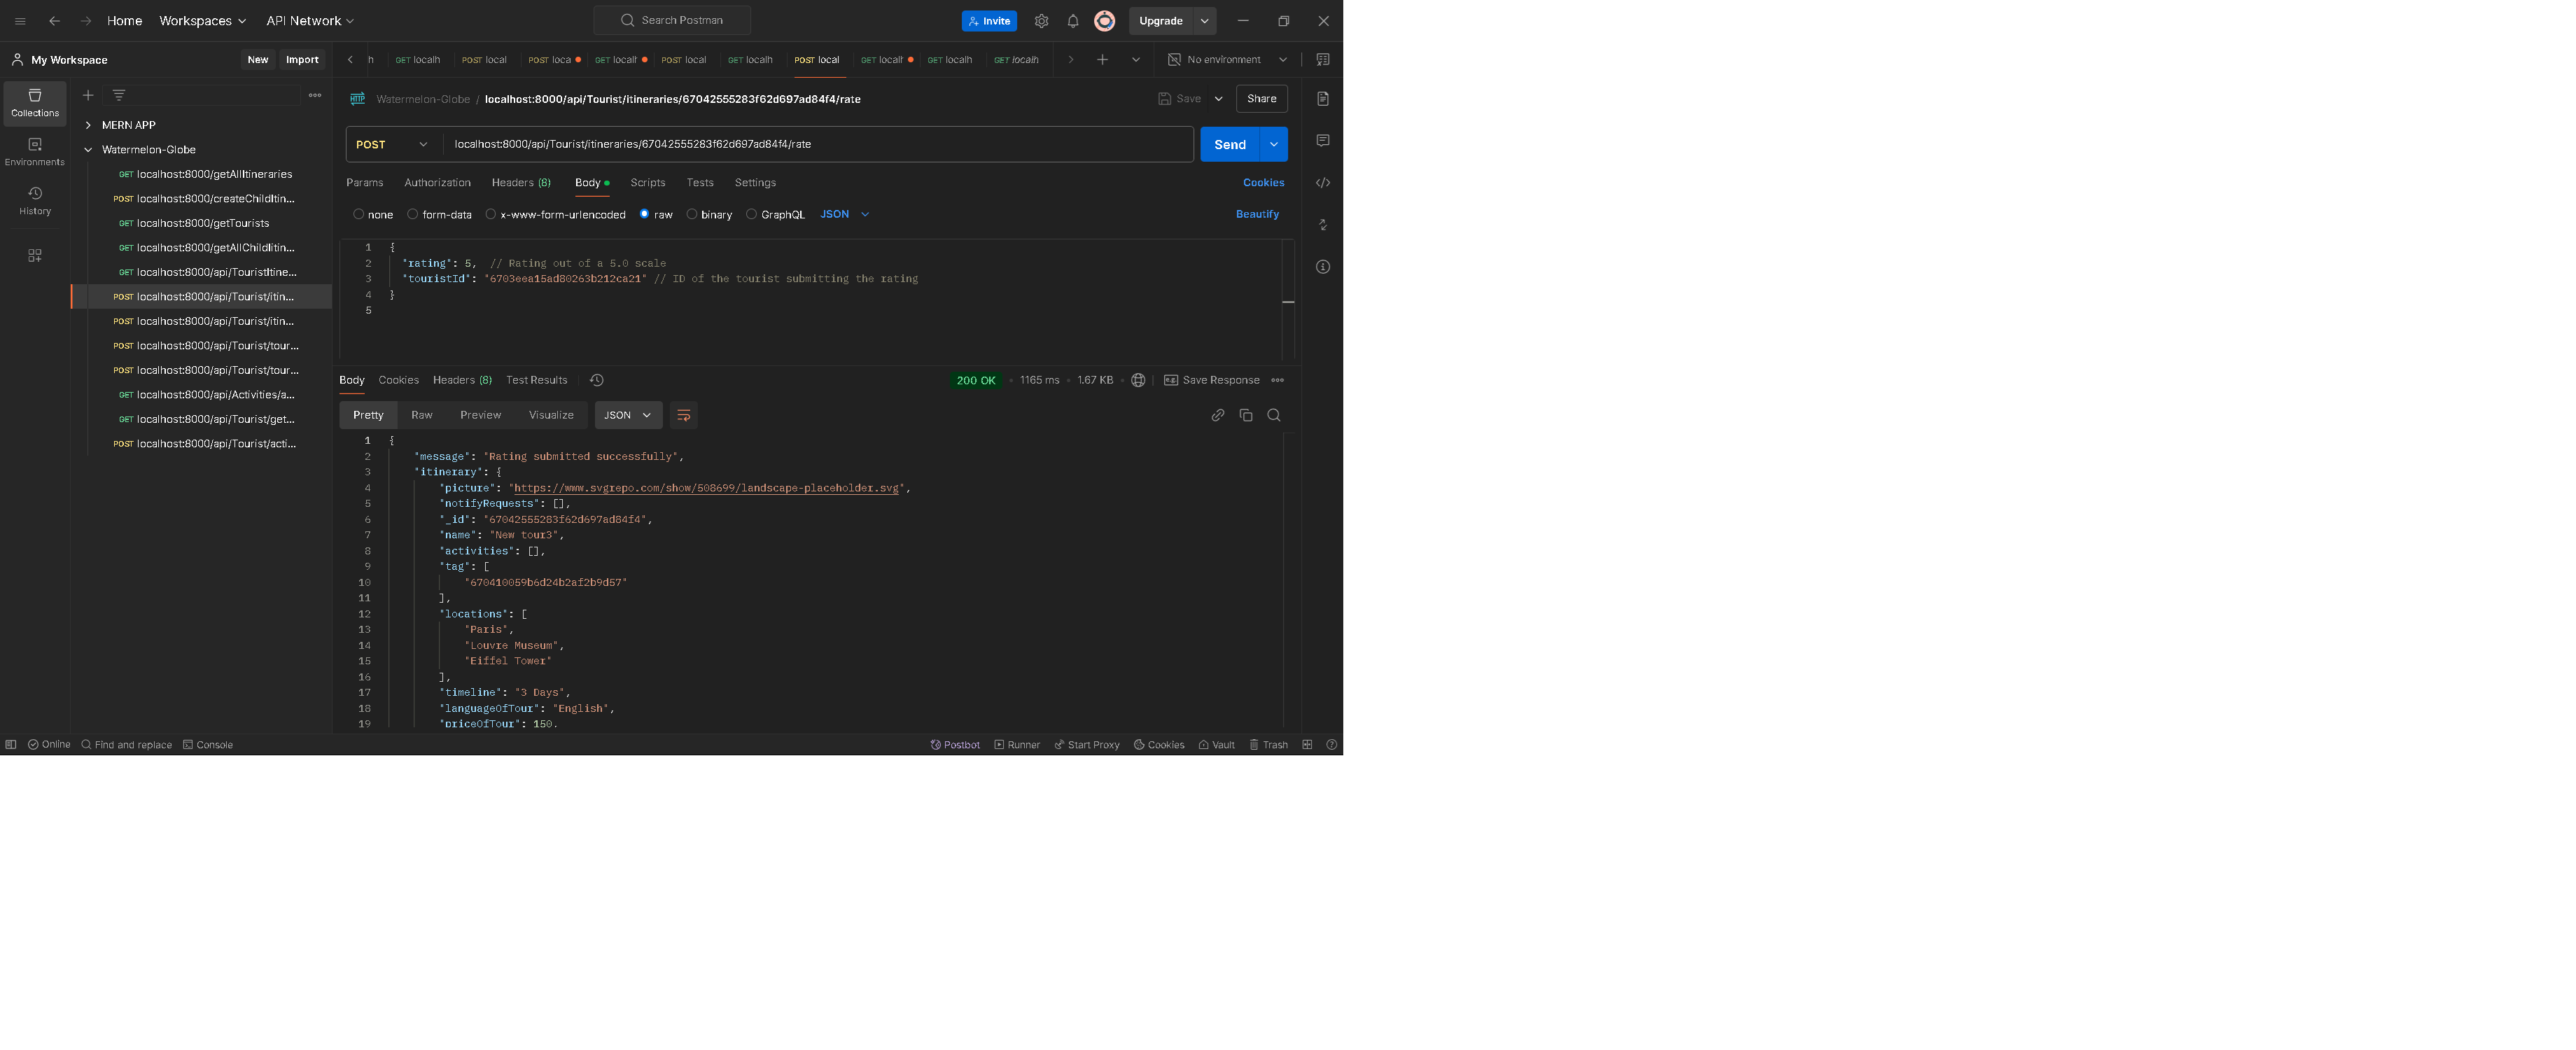 Home Workspaces API Network Search Postman Invite Upgrade
My Workspace New Import h GET localh POST local POST loca GET localh POST local GET localh POST local GET localh GET localh GET localh No environment
Collections
Environments
History
MERN APP
Watermelon-Globe
GET localhost:8000/getAllItineraries
POST localhost:8000/createChildItin...
GET localhost:8000/getTourists
GET localhost:8000/getAllChildIitin...
GET localhost:8000/api/TouristItine...
POST localhost:8000/api/Tourist/itin...
POST localhost:8000/api/Tourist/itin...
POST localhost:8000/api/Tourist/tour...
POST localhost:8000/api/Tourist/tour...
GET localhost:8000/api/Activities/a...
GET localhost:8000/api/Tourist/get...
POST localhost:8000/api/Tourist/acti...
HTTP Watermelon-Globe / localhost:8000/api/Tourist/itineraries/67042555283f62d697ad84f4/rate Save Share
POST localhost:8000/api/Tourist/itineraries/67042555283f62d697ad84f4/rate Send
Params Authorization Headers (8) Body Scripts Tests Settings Cookies
none form-data x-www-form-urlencoded raw binary GraphQL JSON Beautify
1 {
2 "rating": 5, // Rating out of a 5.0 scale
3 "touristId": "6703eea15ad80263b212ca21" // ID of the tourist submitting the rating
4 }
5
Body Cookies Headers (8) Test Results 200 OK 1165 ms 1.67 KB Save Response
Pretty Raw Preview Visualize JSON
1 {
2 "message": "Rating submitted successfully",
3 "itinerary": {
4 "picture": "https://www.svgrepo.com/show/508699/landscape-placeholder.svg",
5 "notifyRequests": [],
6 "_id": "67042555283f62d697ad84f4",
7 "name": "New tour3",
8 "activities": [],
9 "tag": [
10 "670410059b6d24b2af2b9d57"
11 ],
12 "locations": [
13 "Paris",
14 "Louvre Museum",
15 "Eiffel Tower"
16 ],
17 "timeline": "3 Days",
18 "languageOfTour": "English",
19 "priceOfTour": 150,
Online Find and replace Console Postbot Runner Start Proxy Cookies Vault Trash